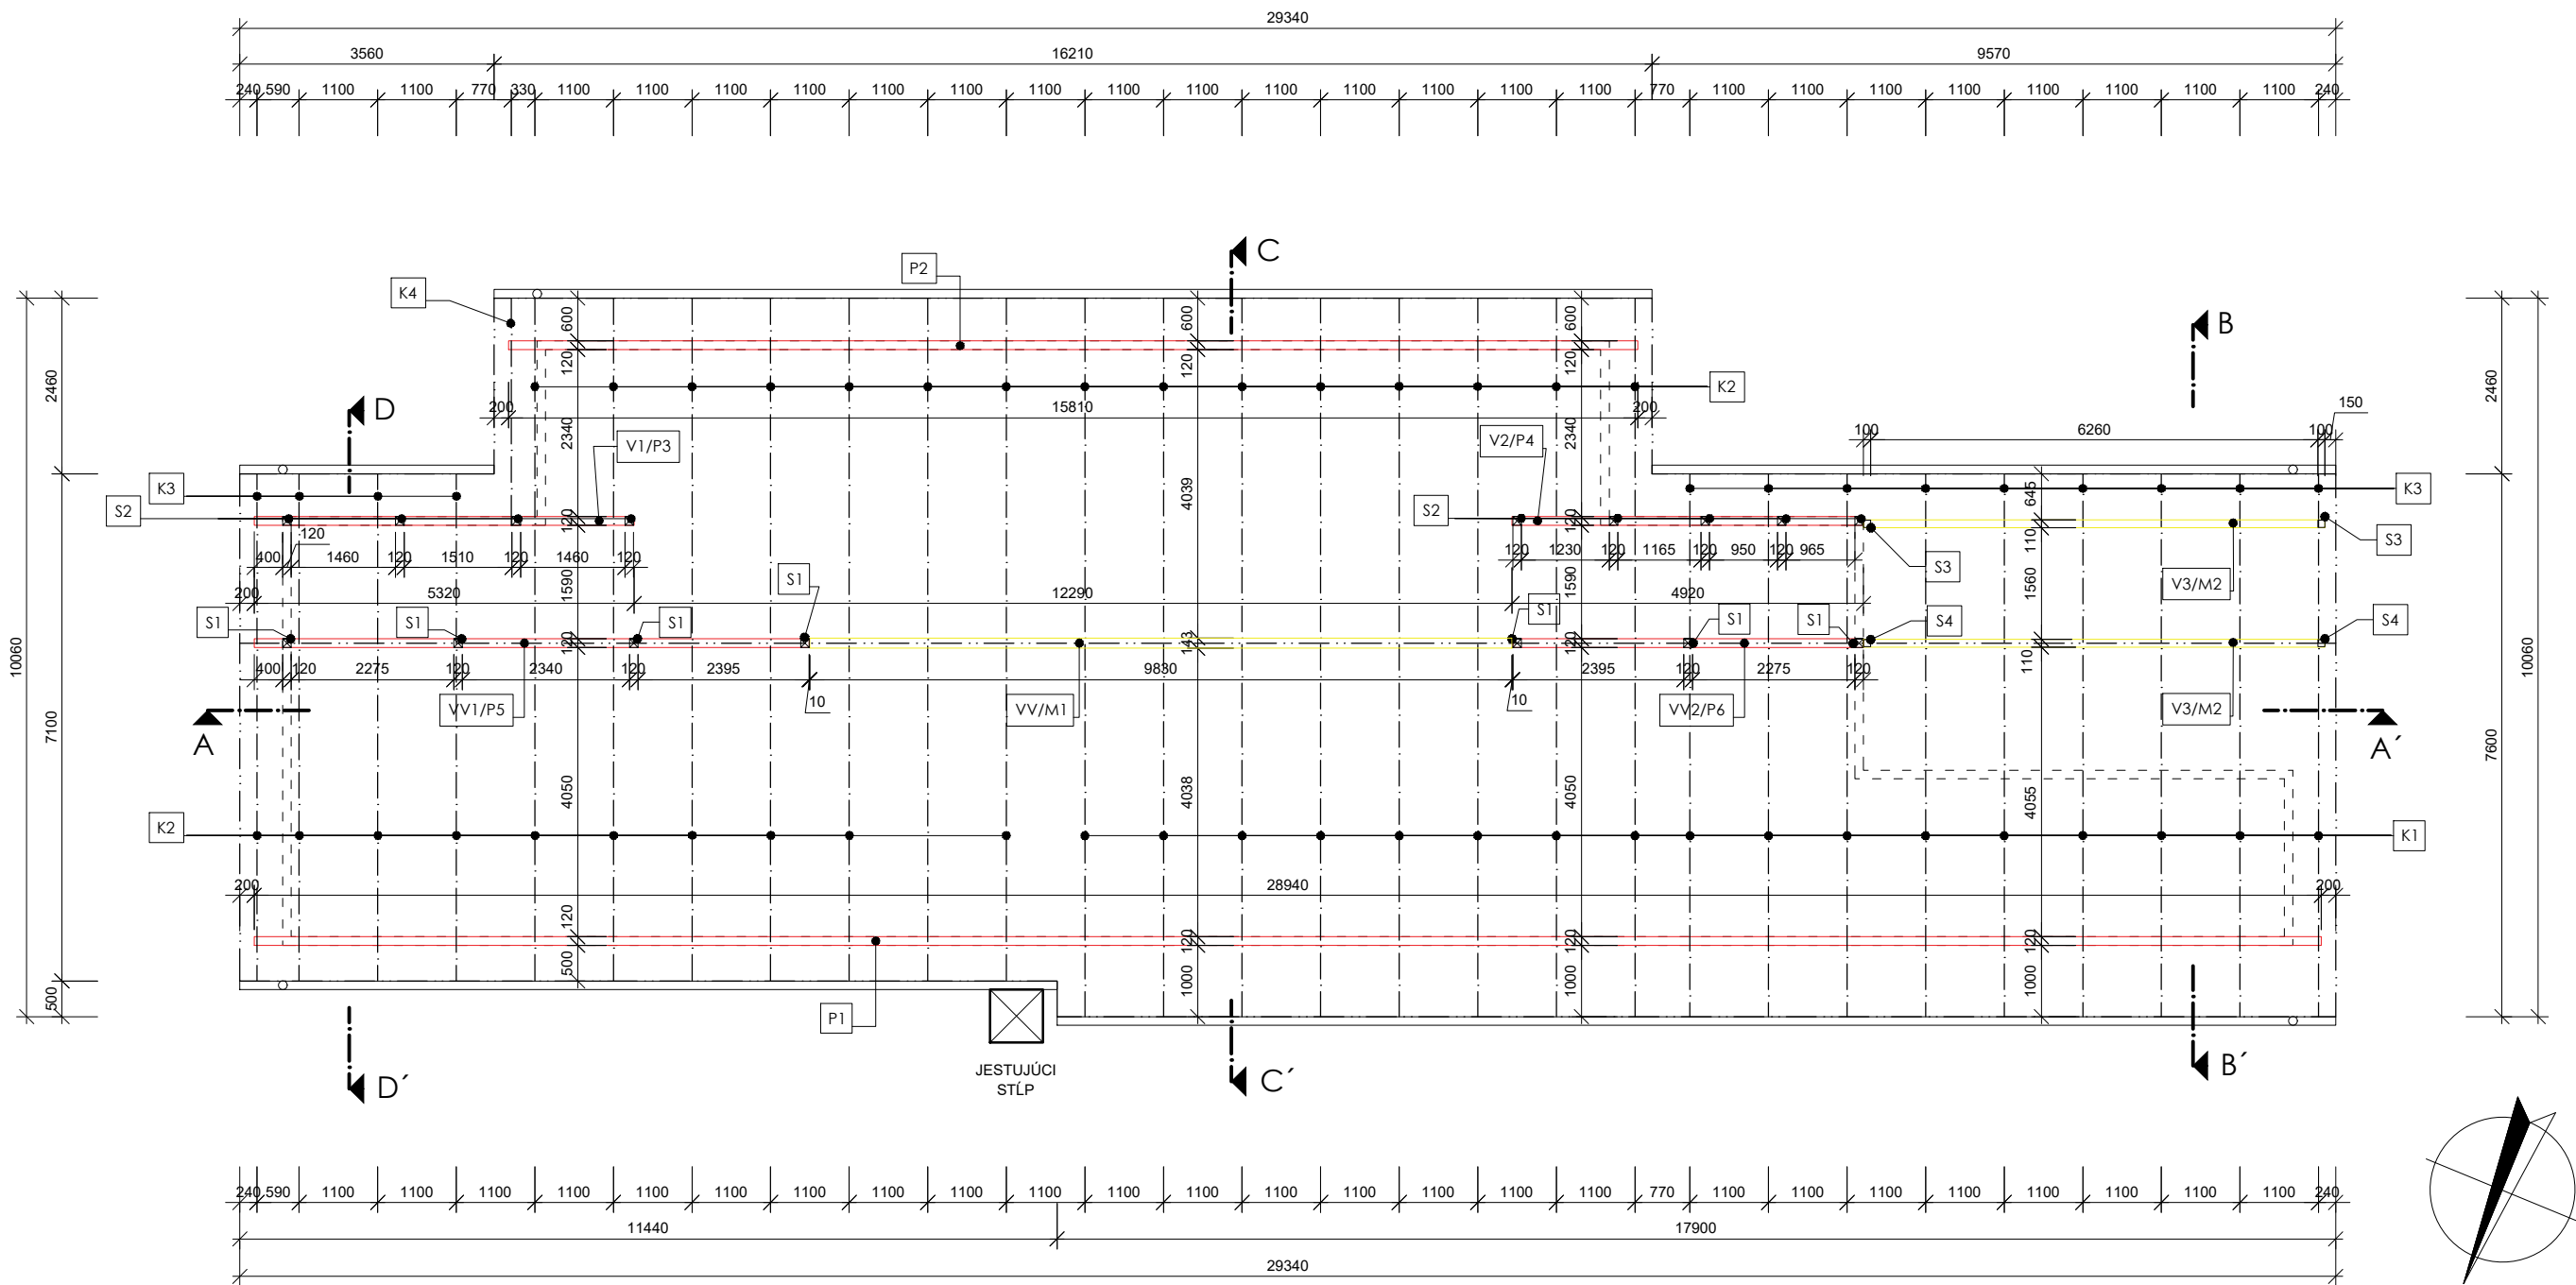 29340
3560 16210 9570
240 590 1100 1100 770 330 1100 1100 1100 1100 1100 1100 1100 1100 1100 1100 1100 1100 1100 1100 770 1100 1100 1100 1100 1100 1100 1100 1100 240
C
P2
K4
B
600 600 600
120 120 120
2460 2460
D
K2
150
200 15810 200
100 6260 100
2340 2340
V1/P3 V2/P4
K3 K3
4039 645
S2 S2
120 120 110
S3 S3
120
400 1460 120 1510 120 1460 120
120 1230 120 1165 120 950 120 965
1590 1590 1560
S1
V3/M2
200 5320 12290 4920
S1 S1 S1 S1 S1 S1 S4 S4
120 143 120 110
10060 10060
400 120 2275 120 2340 120 2395 9830 2395 120 2275 120
10 10
VV1/P5 VV/M1 VV2/P6 V3/M2
A A´
7100 7600
4050 4038 4050 4055
K2 K1
200 28940 200
120 120 120 120
500 1000 1000 1000
500
P1
JESTUJÚCI
STĹP
D´ C´ B´
240 590 1100 1100 1100 1100 1100 1100 1100 1100 1100 1100 1100 1100 1100 1100 1100 1100 1100 770 1100 1100 1100 1100 1100 1100 1100 1100 240
11440 17900
29340